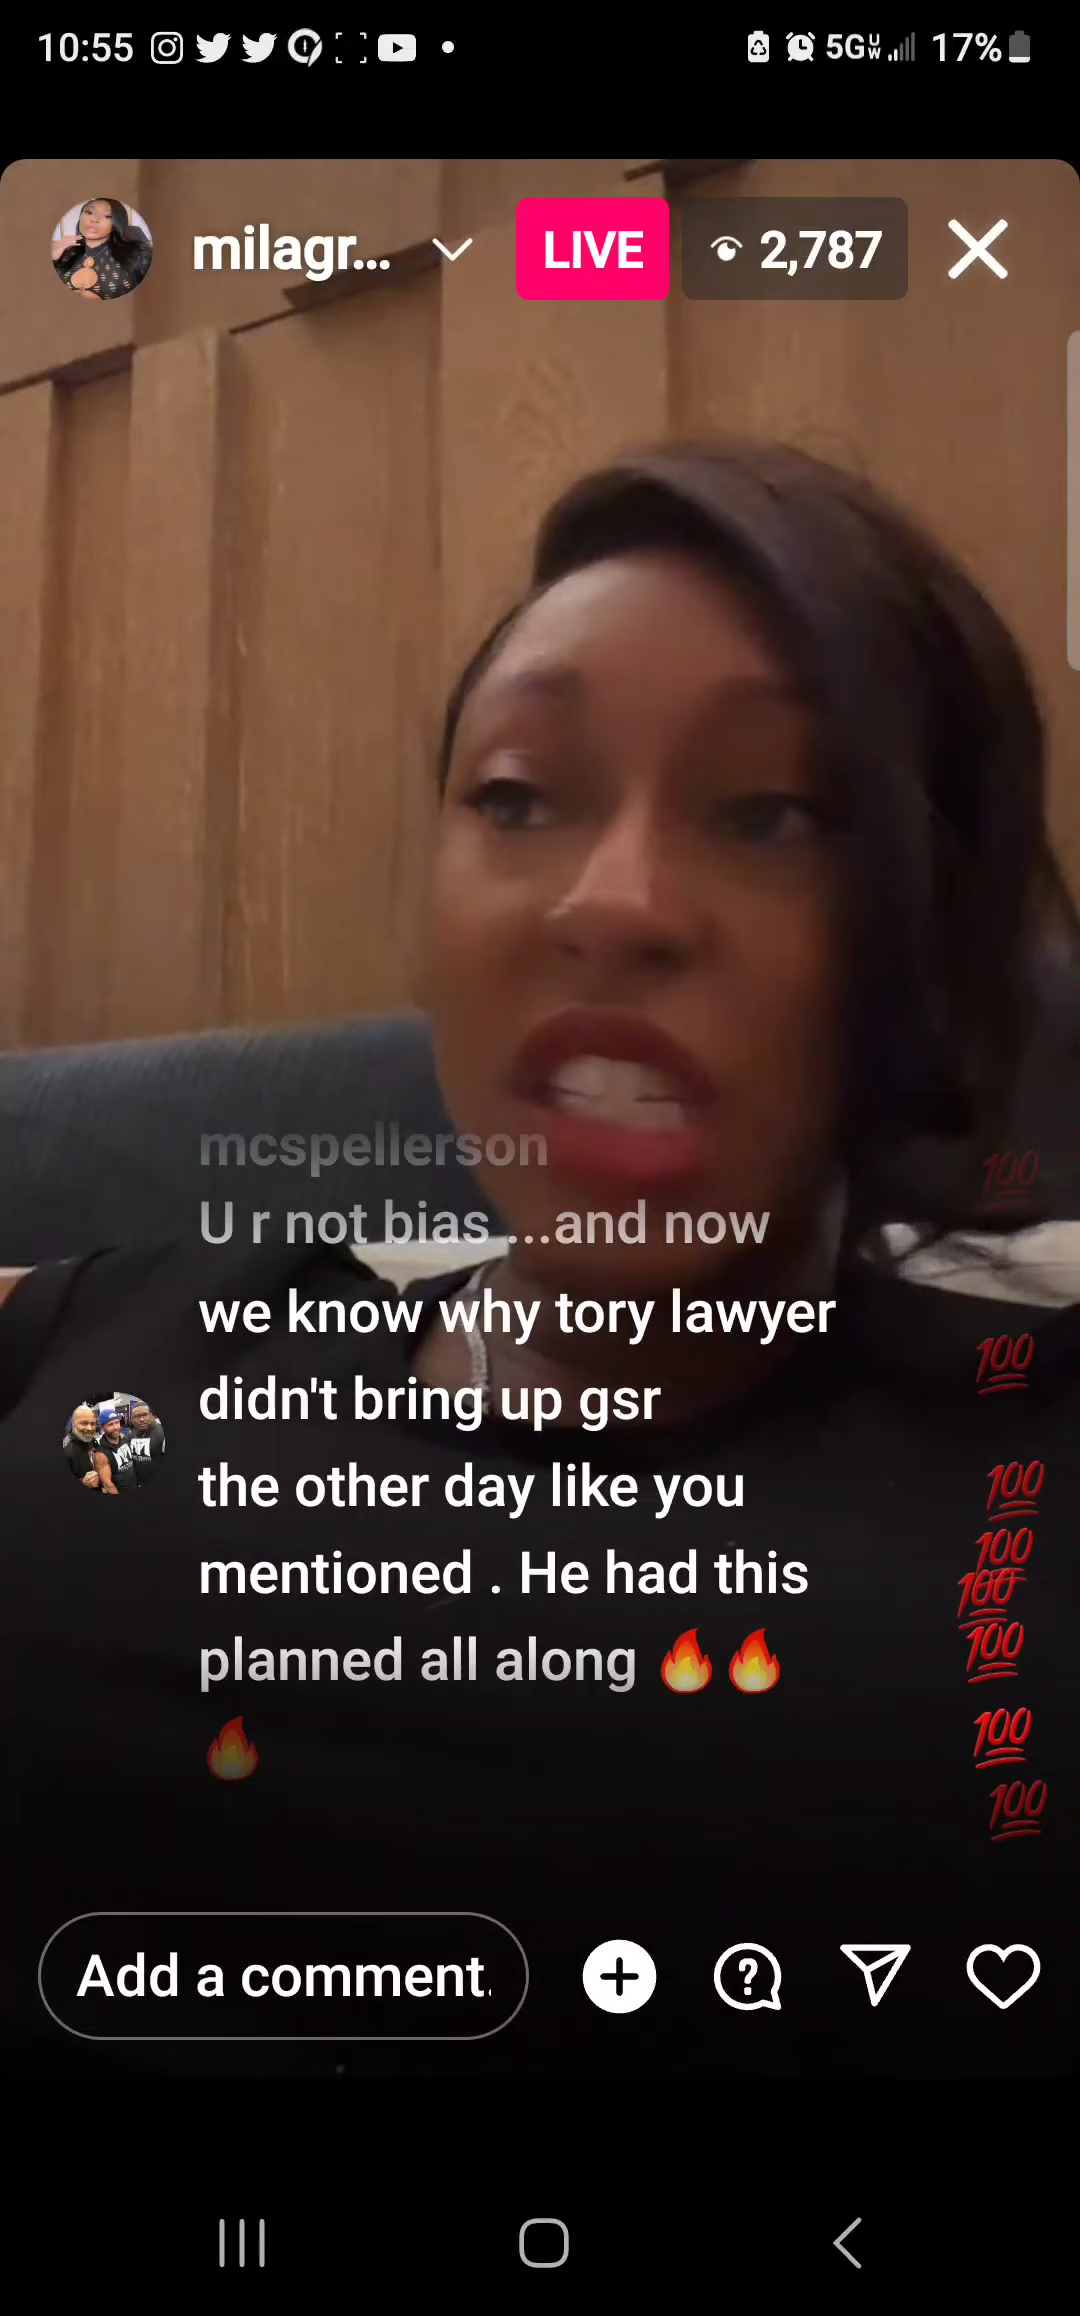 10:55 5G UW 17%
milagr... LIVE 2,787
mcspellerson
U r not bias ...and now
we know why tory lawyer
didn't bring up gsr
the other day like you
mentioned . He had this
planned all along 🔥🔥
🔥
💯
💯
💯
💯
💯
💯
💯
💯
Add a comment.